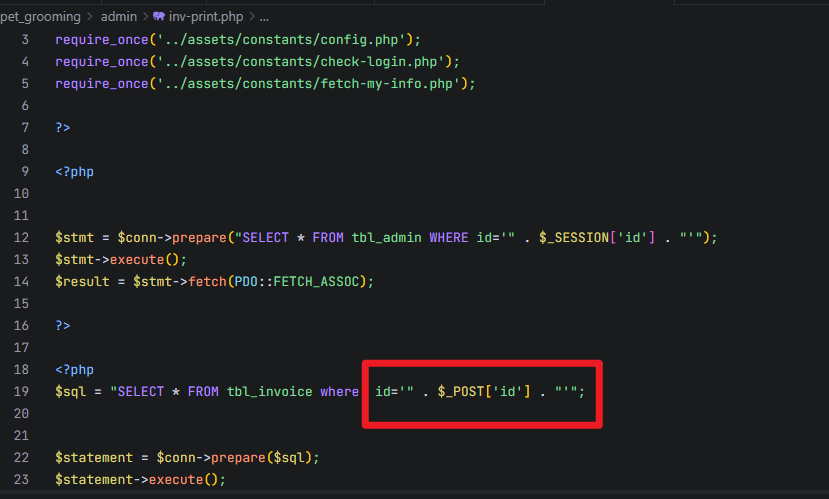 pet_grooming > admin > inv-print.php > ...
3 require_once('../assets/constants/config.php');
4 require_once('../assets/constants/check-login.php');
5 require_once('../assets/constants/fetch-my-info.php');
6
7 ?>
8
9 <?php
10
11
12 $stmt = $conn->prepare("SELECT * FROM tbl_admin WHERE id='" . $_SESSION['id'] . "'");
13 $stmt->execute();
14 $result = $stmt->fetch(PDO::FETCH_ASSOC);
15
16 ?>
17
18 <?php
19 $sql = "SELECT * FROM tbl_invoice where id='" . $_POST['id'] . "'";
20
21
22 $statement = $conn->prepare($sql);
23 $statement->execute();